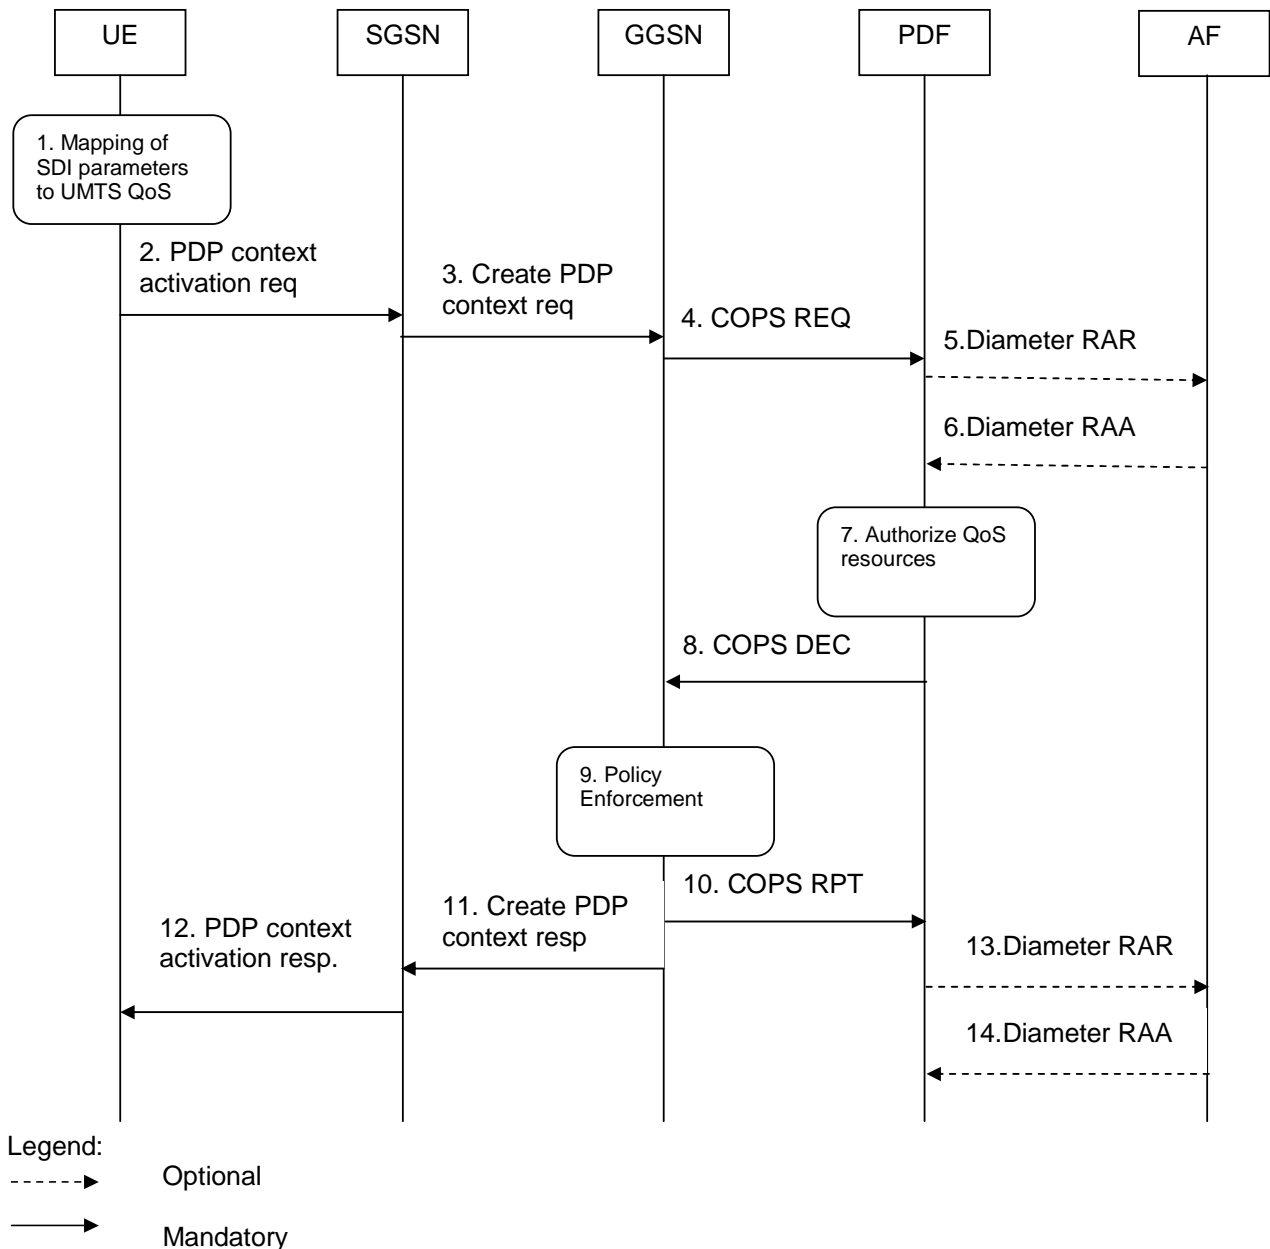 UE
SGSN
GGSN
PDF
AF
1. Mapping of
SDI parameters
to UMTS QoS
2. PDP context
activation req
3. Create PDP
context req
4. COPS REQ
5.Diameter RAR
6.Diameter RAA
7. Authorize QoS
resources
8. COPS DEC
9. Policy
Enforcement
10. COPS RPT
11. Create PDP
context resp
12. PDP context
activation resp.
13.Diameter RAR
14.Diameter RAA
Legend:
Optional
Mandatory